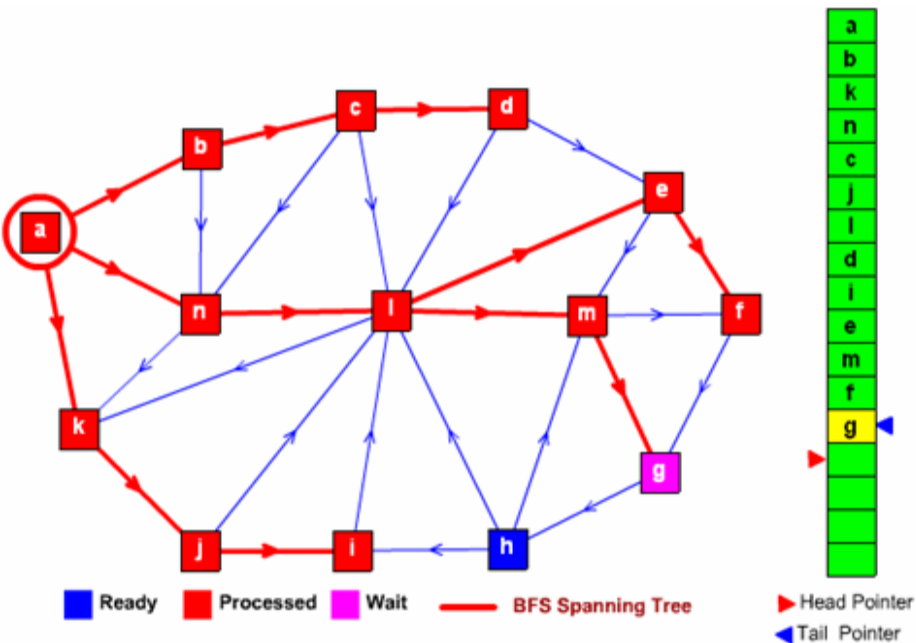 a
b
k
n
c
j
l
d
i
e
m
f
g
c
d
b
e
a
n
l
m
f
k
g
j
i
h
Ready
Processed
Wait
BFS Spanning Tree
Head Pointer
Tail Pointer